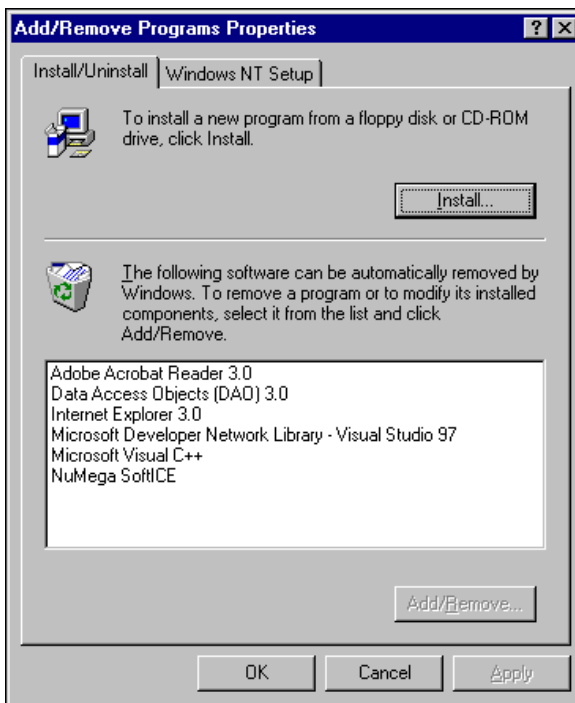 Add/Remove Programs Properties
Install/Uninstall
Windows NT Setup
To install a new program from a floppy disk or CD-ROM
drive, click Install.
Install...
The following software can be automatically removed by
Windows. To remove a program or to modify its installed
components, select it from the list and click
Add/Remove.
Adobe Acrobat Reader 3.0
Data Access Objects (DAO) 3.0
Internet Explorer 3.0
Microsoft Developer Network Library - Visual Studio 97
Microsoft Visual C++
NuMega SoftICE
Add/Remove...
OK
Cancel
Apply